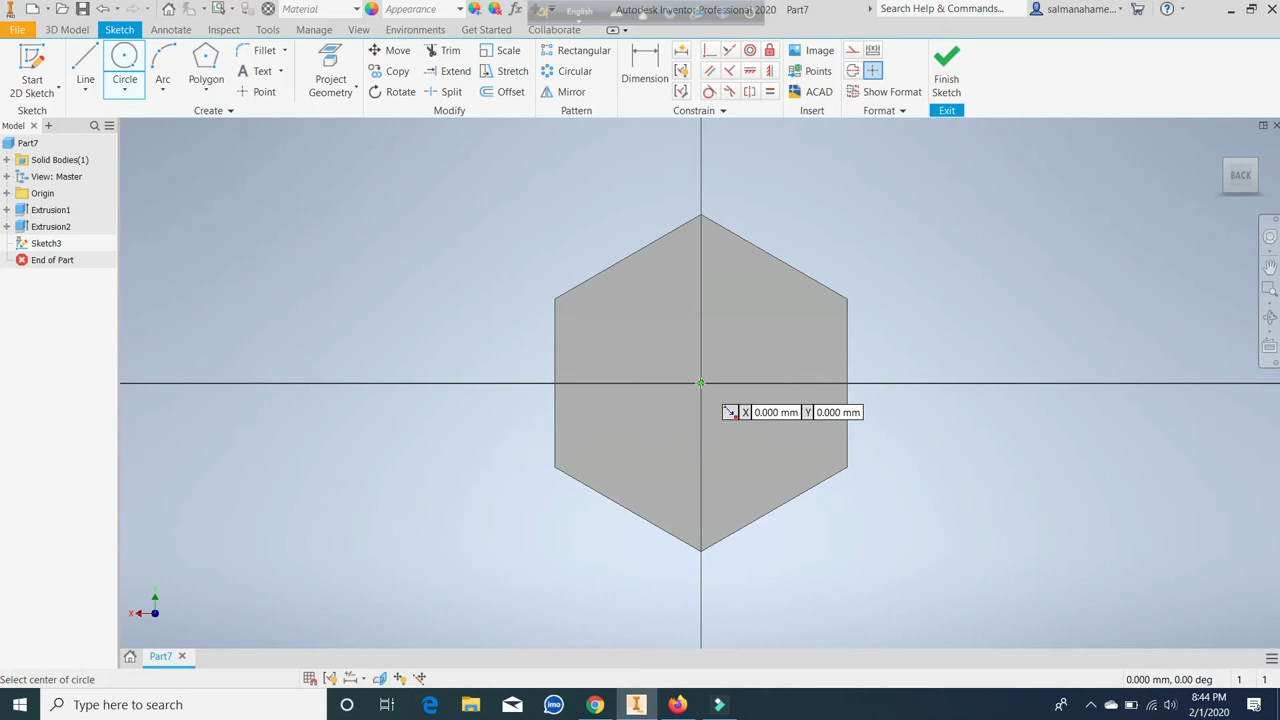 PRO
Material
Appearance
English
Autodesk Inventor Professional 2020 Part7
Search Help & Commands...
salmanahame...
File
3D Model
Sketch
Annotate
Inspect
Tools
Manage
View
Environments
Get Started
Collaborate
Start
2D Sketch
Line
Circle
Arc
Polygon
Fillet
Text
Point
Project
Geometry
Move
Copy
Rotate
Trim
Extend
Split
Scale
Stretch
Offset
Rectangular
Circular
Mirror
Dimension
Image
Points
ACAD
Show Format
Finish
Sketch
Sketch
Create
Modify
Pattern
Constrain
Insert
Format
Exit
Model
Part7
Solid Bodies(1)
View: Master
Origin
Extrusion1
Extrusion2
Sketch3
End of Part
BACK
X 0.000 mm Y 0.000 mm
X
Part7
Select center of circle
0.000 mm, 0.00 deg 1 1
Type here to search
imo
8:44 PM
2/1/2020